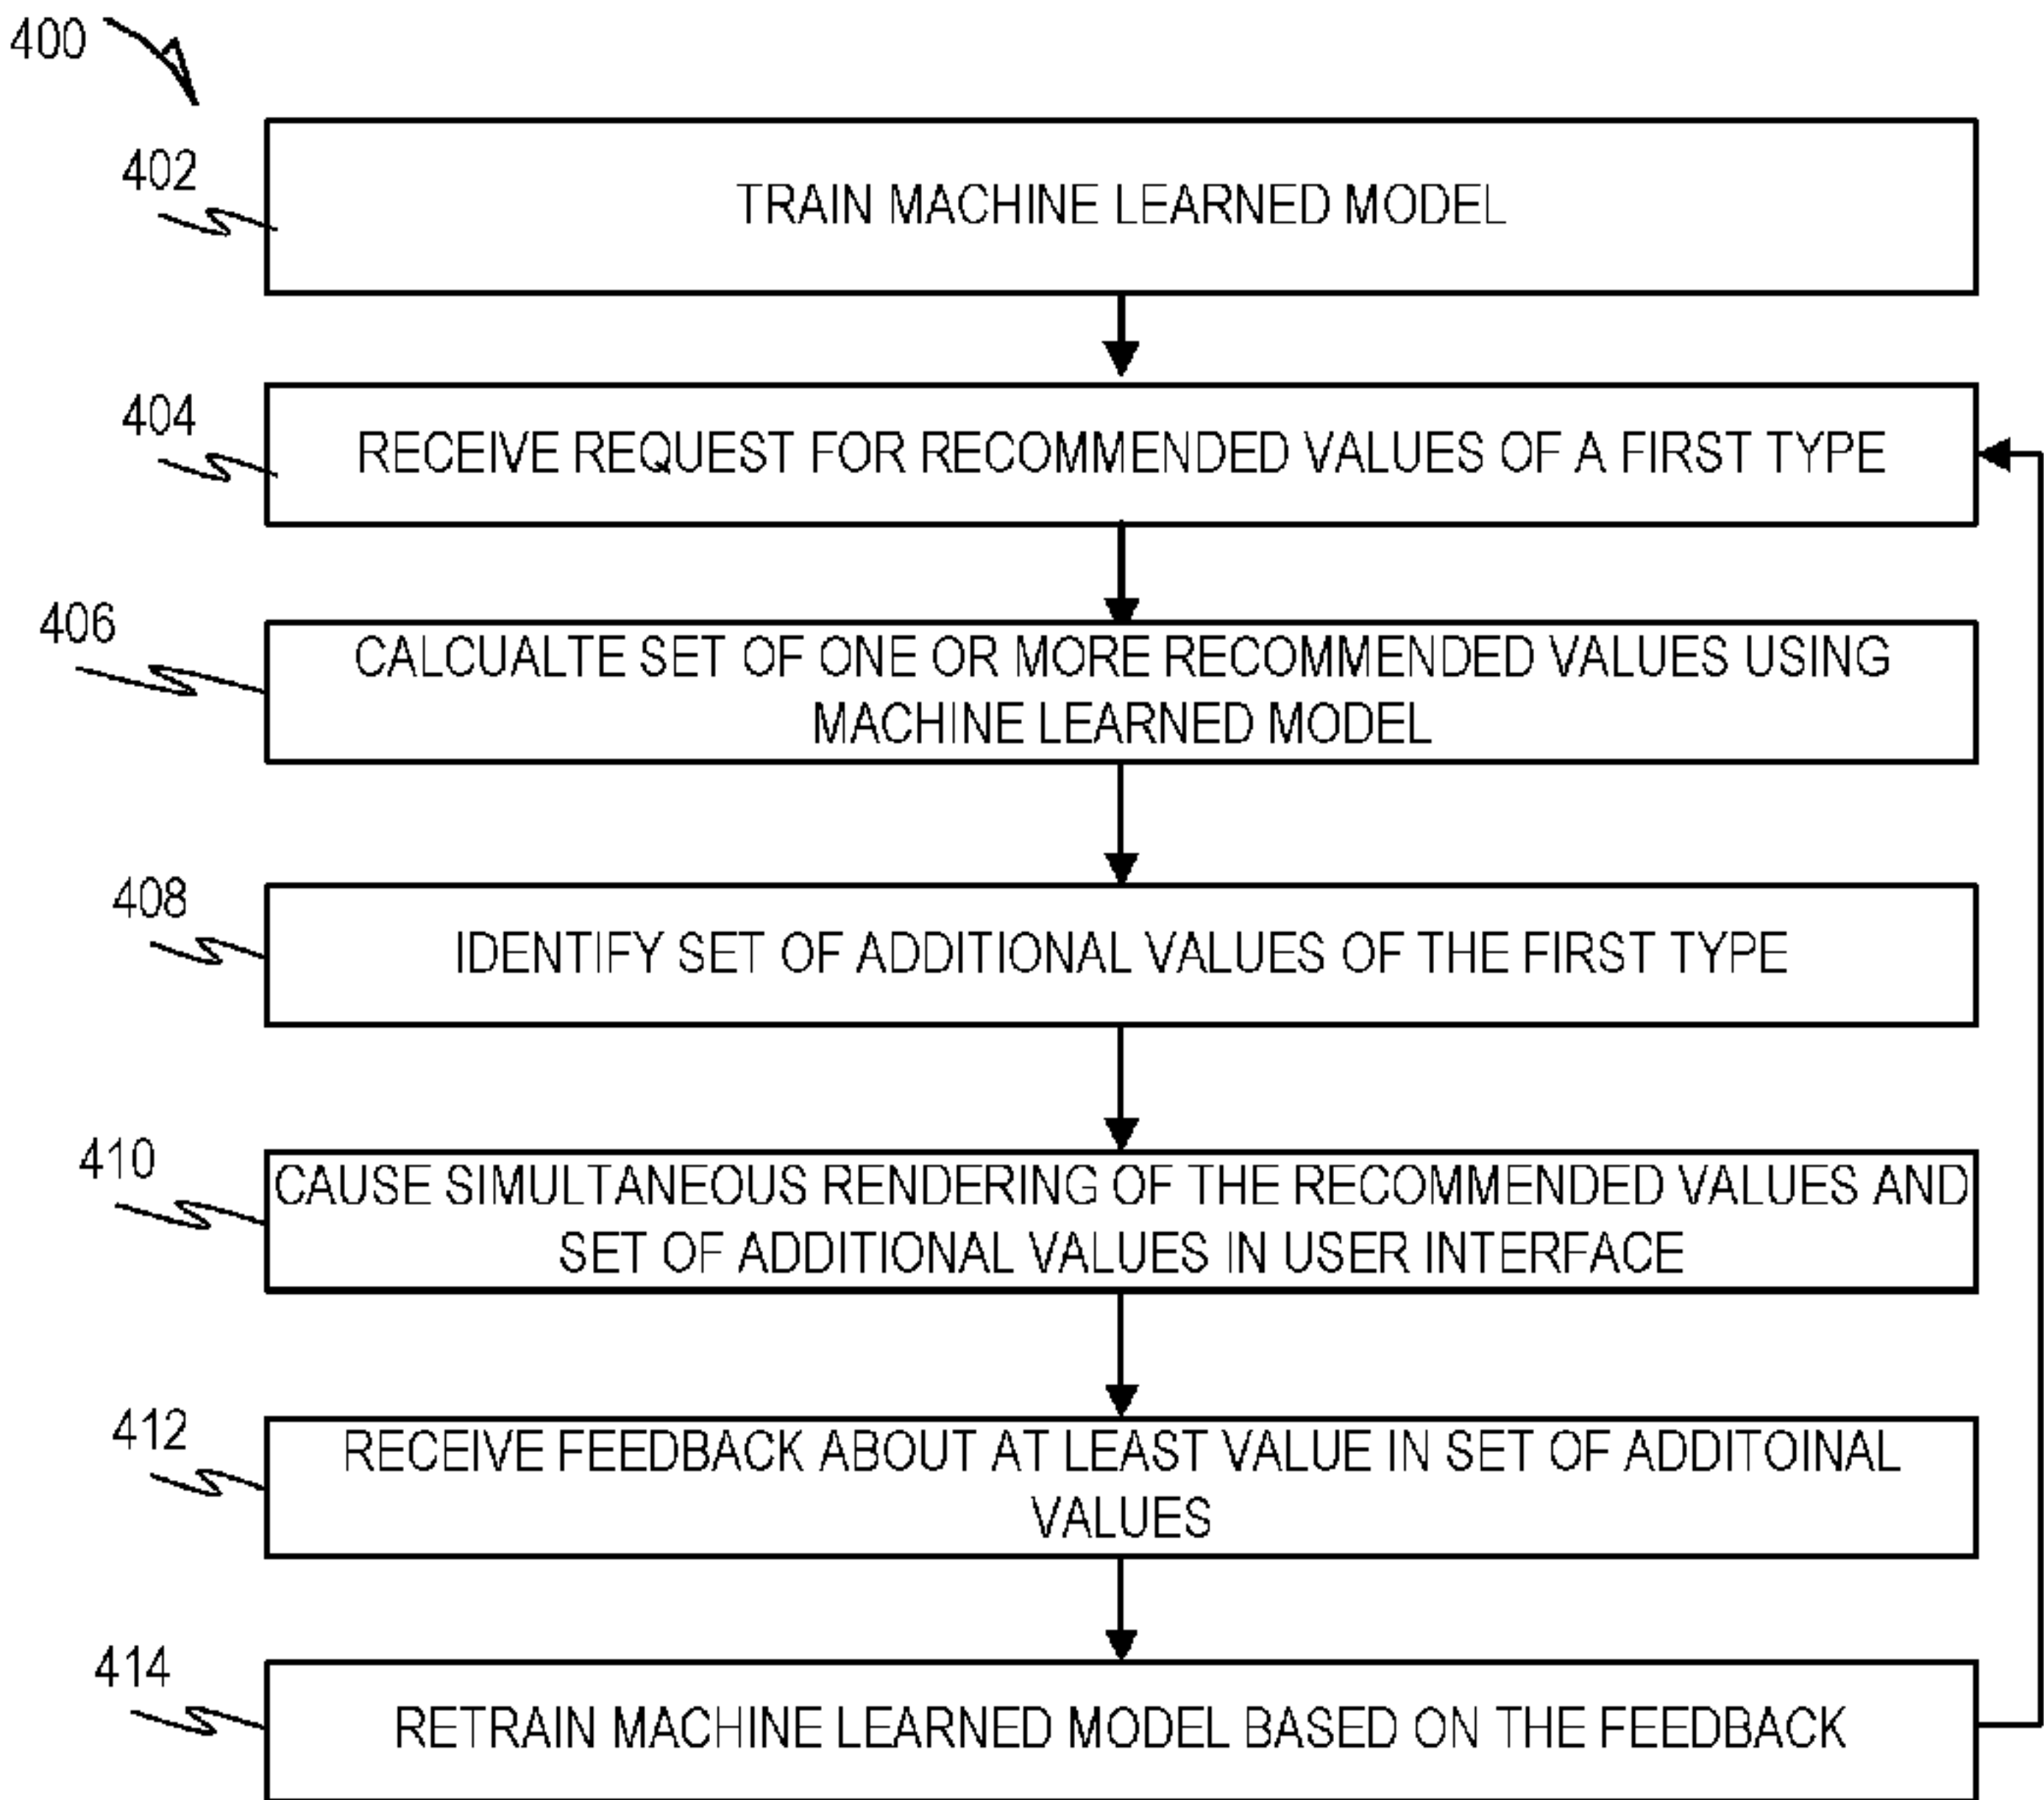 400
402
TRAIN MACHINE LEARNED MODEL
404
RECEIVE REQUEST FOR RECOMMENDED VALUES OF A FIRST TYPE
406
CALCUALTE SET OF ONE OR MORE RECOMMENDED VALUES USING
MACHINE LEARNED MODEL
408
IDENTIFY SET OF ADDITIONAL VALUES OF THE FIRST TYPE
410
CAUSE SIMULTANEOUS RENDERING OF THE RECOMMENDED VALUES AND
SET OF ADDITIONAL VALUES IN USER INTERFACE
412
RECEIVE FEEDBACK ABOUT AT LEAST VALUE IN SET OF ADDITOINAL
VALUES
414
RETRAIN MACHINE LEARNED MODEL BASED ON THE FEEDBACK